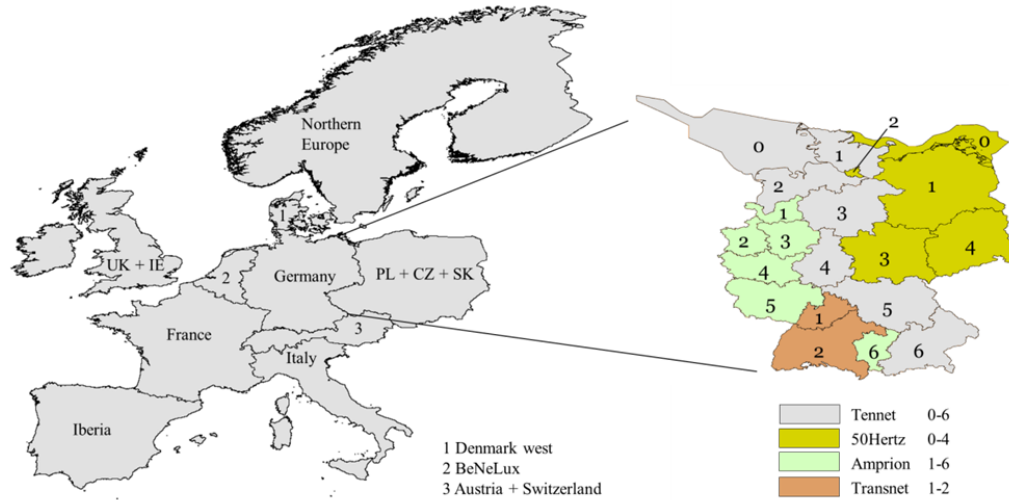 Northern
Europe
1
UK + IE
2
Germany
PL + CZ + SK
France
3
Italy
Iberia
1 Denmark west
2 BeNeLux
3 Austria + Switzerland
2
0
1
0
2
1
1
3
2
3
4
3
4
4
5
5
1
2
6
6
Tennet 0-6
50Hertz 0-4
Amprion 1-6
Transnet 1-2